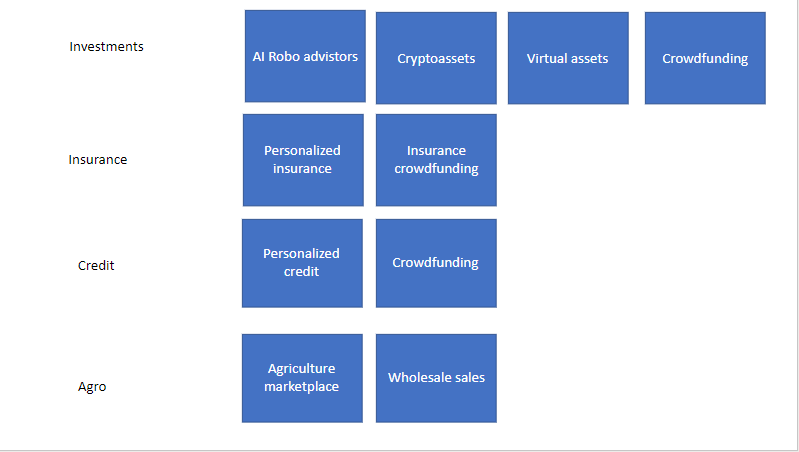 Investments
AI Robo advistors
Cryptoassets
Virtual assets
Crowdfunding
Insurance
Personalized
insurance
Insurance
crowdfunding
Credit
Personalized
credit
Crowdfunding
Agro
Agriculture
marketplace
Wholesale sales